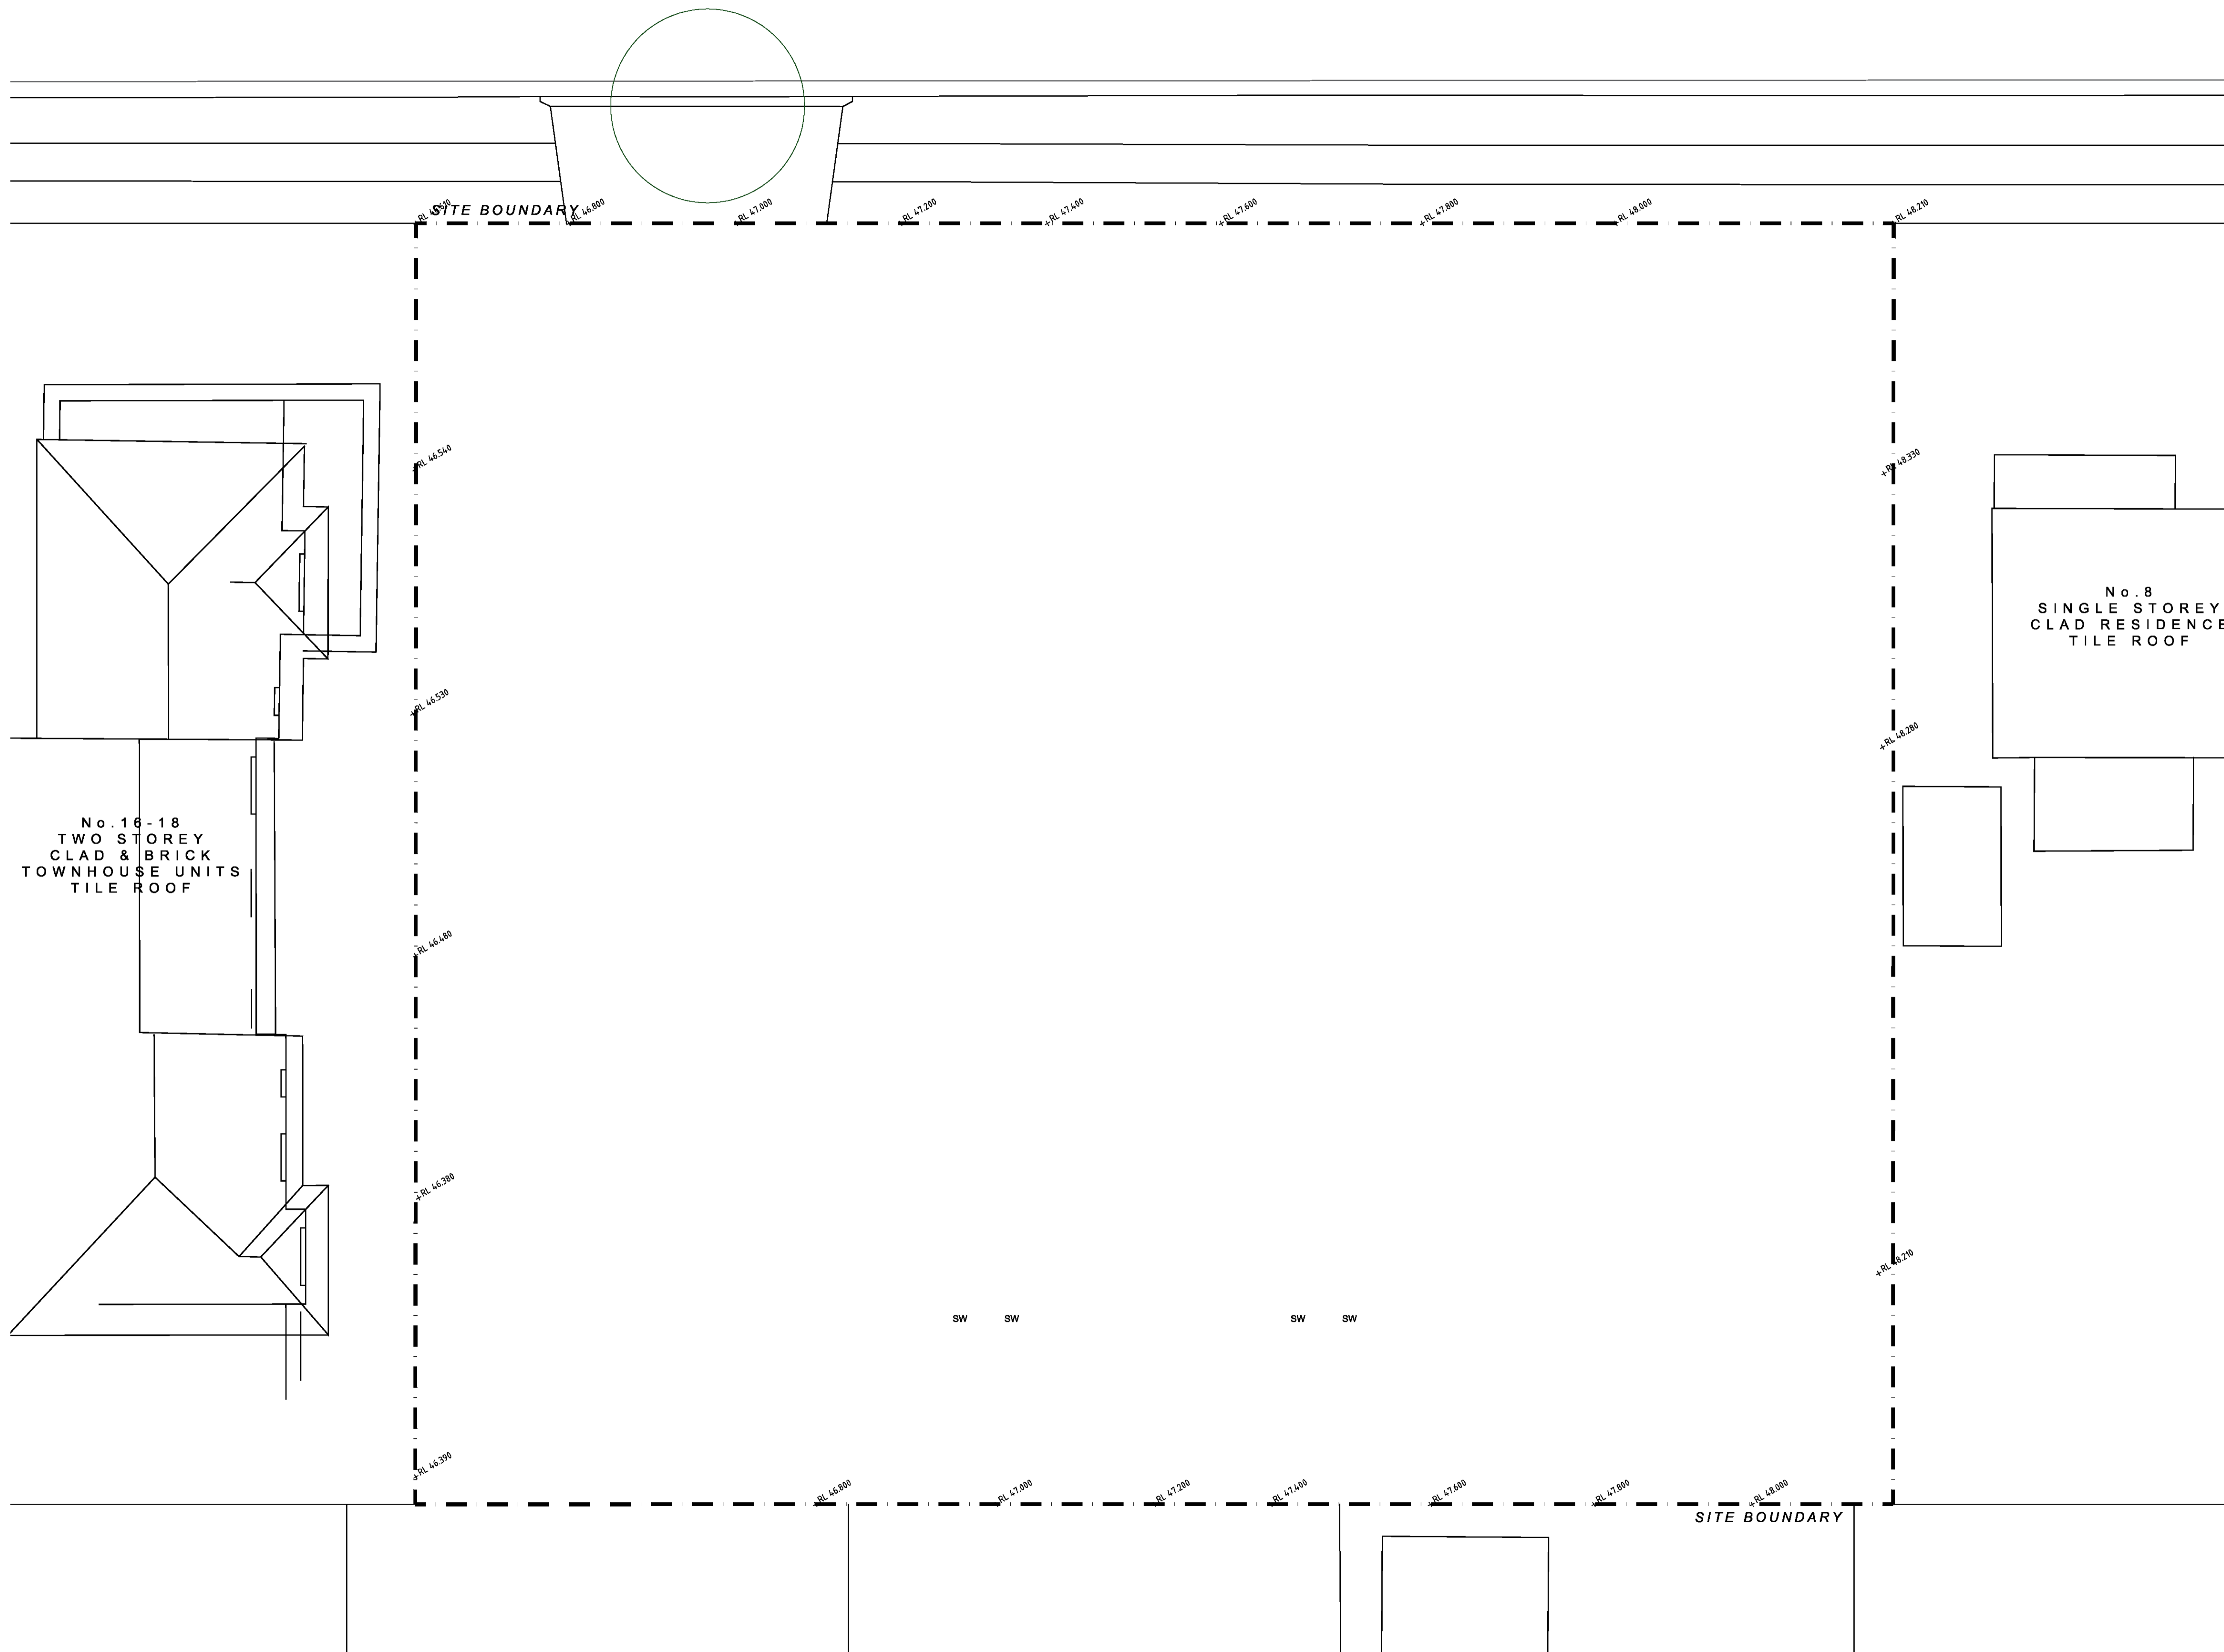 SITE BOUNDARY
RL 46.800
RL 47.000
RL 47.200
RL 47.400
RL 47.600
RL 47.800
RL 48.000
RL 48.210
RL 46.540
RL 48.330
No.8
SINGLE STOREY
CLAD RESIDENCE
TILE ROOF
RL 46.530
RL 48.280
No.16-18
TWO STOREY
CLAD & BRICK
TOWNHOUSE UNITS
TILE ROOF
RL 46.480
RL 46.380
RL 48.210
SW SW SW SW
RL 46.390
RL 46.800
RL 47.000
RL 47.200
RL 47.400
RL 47.600
RL 47.800
RL 48.000
SITE BOUNDARY